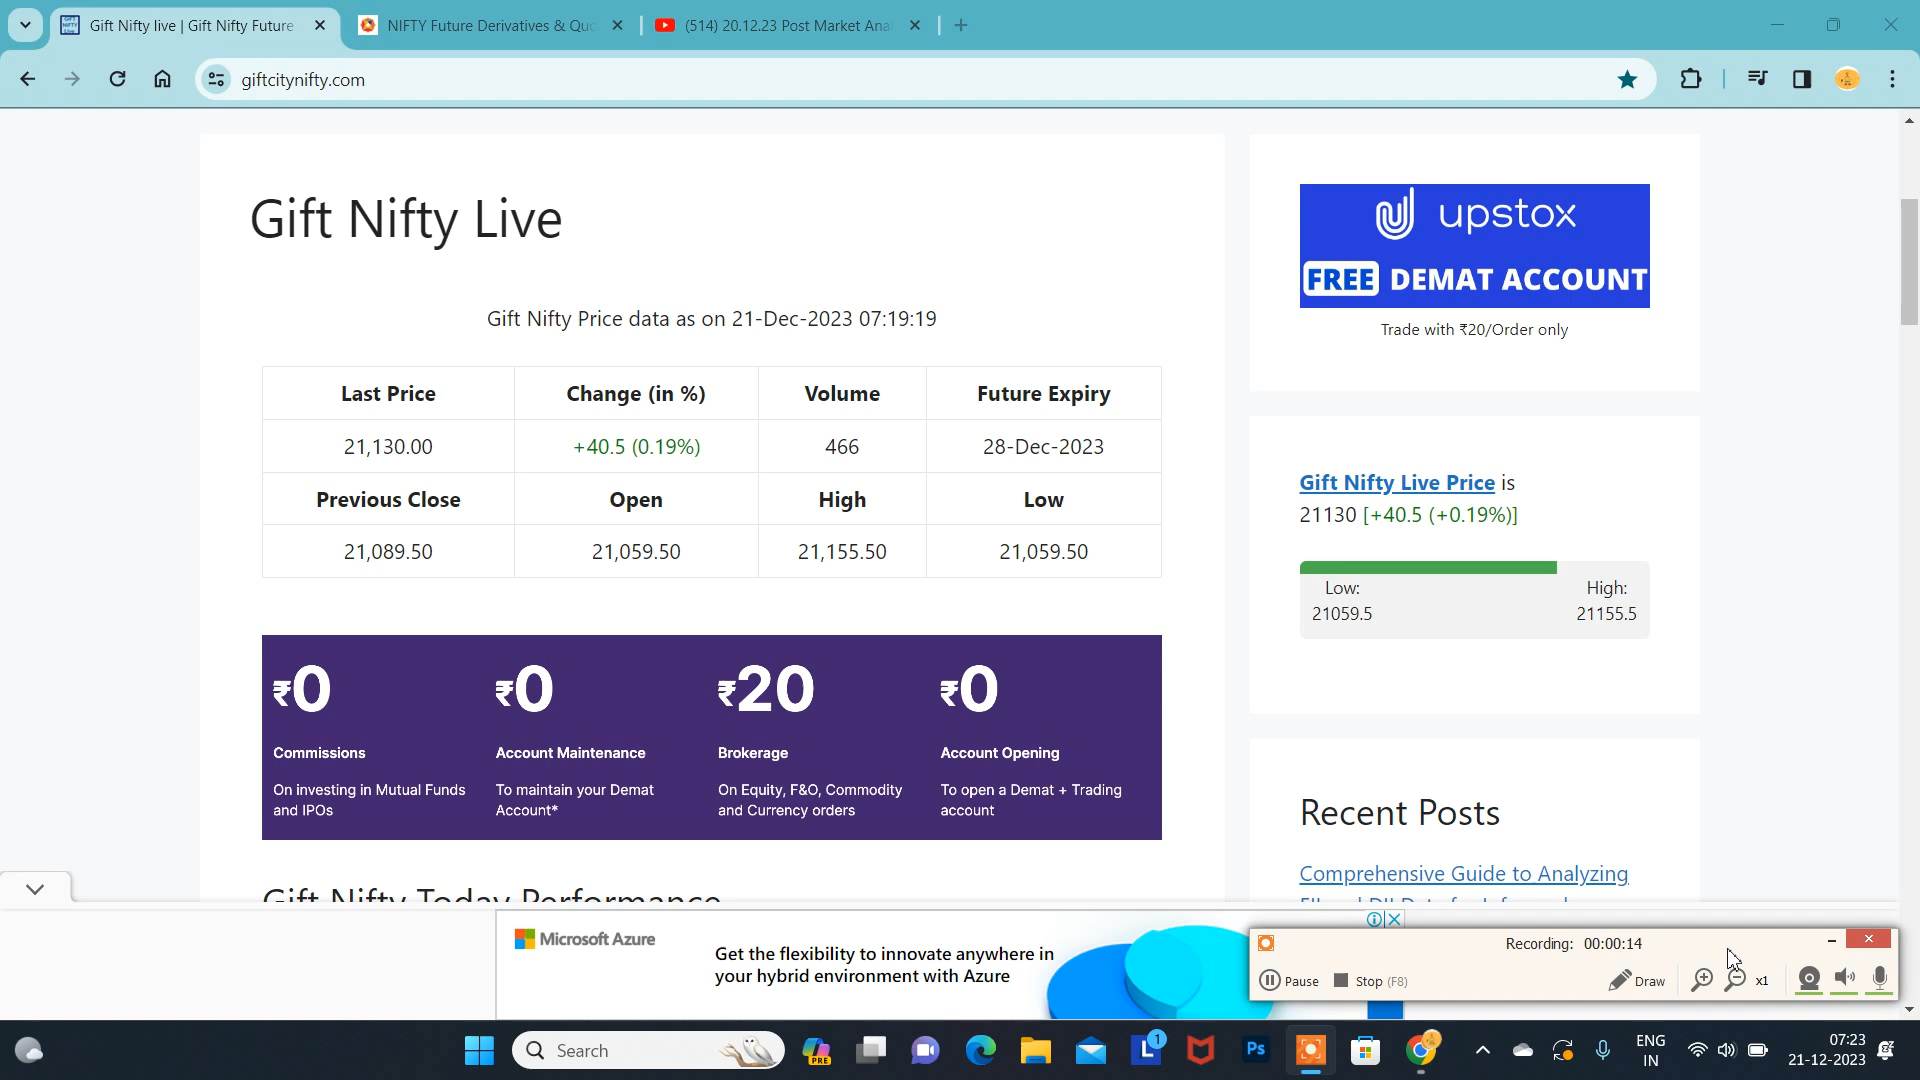 Gift Nifty live | Gift Nifty Future
NIFTY Future Derivatives & Quo
(514) 20.12.23 Post Market Ana
giftcitynifty.com
Gift Nifty Live
Gift Nifty Price data as on 21-Dec-2023 07:19:19
Last Price Change (in %) Volume Future Expiry
21,130.00 +40.5 (0.19%) 466 28-Dec-2023
Previous Close Open High Low
21,089.50 21,059.50 21,155.50 21,059.50
₹0 ₹0 ₹20 ₹0
Commissions Account Maintenance Brokerage Account Opening
On investing in Mutual Funds To maintain your Demat On Equity, F&O, Commodity To open a Demat + Trading
and IPOs Account* and Currency orders account
Gift Nifty Today Performance
upstox
FREE DEMAT ACCOUNT
Trade with ₹20/Order only
Gift Nifty Live Price is
21130 [+40.5 (+0.19%)]
Low: High:
21059.5 21155.5
Recent Posts
Comprehensive Guide to Analyzing
Microsoft Azure
Get the flexibility to innovate anywhere in
your hybrid environment with Azure
Recording: 00:00:14
Pause Stop (F8) Draw x1
Search
PRE
L 1
Ps
ENG
IN
07:23
21-12-2023